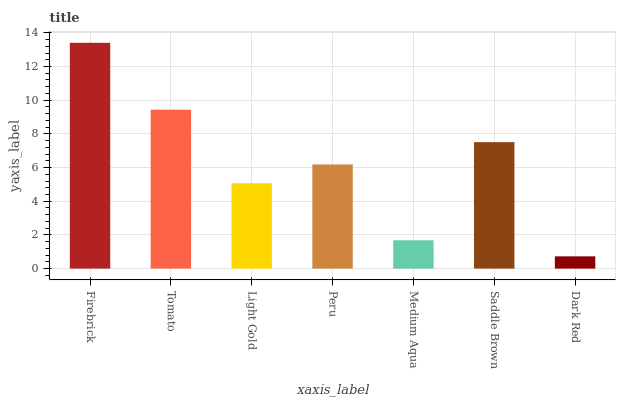 title
14
12
10
8
6
4
2
0
yaxis_label
Firebrick
Tomato
Light Gold
Peru
Medium Aqua
Saddle Brown
Dark Red
xaxis_label